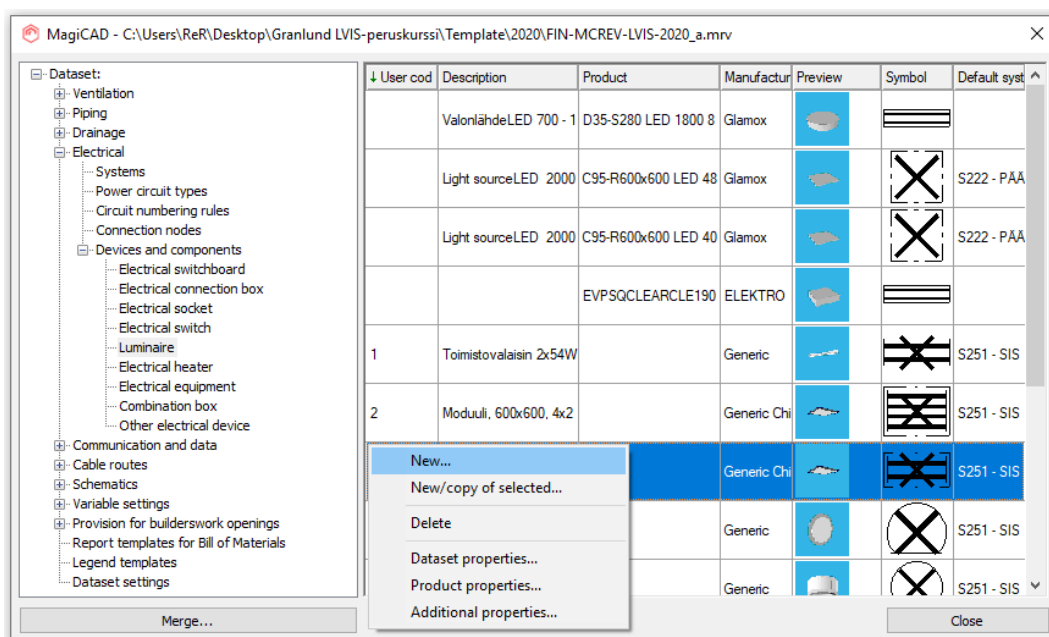 MagiCAD - C:\Users\ReR\Desktop\Granlund LVIS-peruskurssi\Template\2020\FIN-MCREV-LVIS-2020_a.mrv
Dataset:
Ventilation
Piping
Drainage
Electrical
Systems
Power circuit types
Circuit numbering rules
Connection nodes
Devices and components
Electrical switchboard
Electrical connection box
Electrical socket
Electrical switch
Luminaire
Electrical heater
Electrical equipment
Combination box
Other electrical device
Communication and data
Cable routes
Schematics
Variable settings
Provision for builderswork openings
Report templates for Bill of Materials
Legend templates
Dataset settings
↓ User cod Description Product Manufactur Preview Symbol Default syst
ValonlähdeLED 700 - 1 D35-S280 LED 1800 8 Glamox
Light sourceLED 2000 C95-R600x600 LED 48 Glamox S222 - PÄÄ
Light sourceLED 2000 C95-R600x600 LED 40 Glamox S222 - PÄÄ
EVPSQCLEARCLE190 ELEKTRO
1 Toimistovalaisin 2x54W Generic S251 - SIS
2 Moduuli, 600x600, 4x2 Generic Chi S251 - SIS
Generic Chi S251 - SIS
Generic S251 - SIS
Generic S251 - SIS
New...
New/copy of selected...
Delete
Dataset properties...
Product properties...
Additional properties...
Merge...
Close